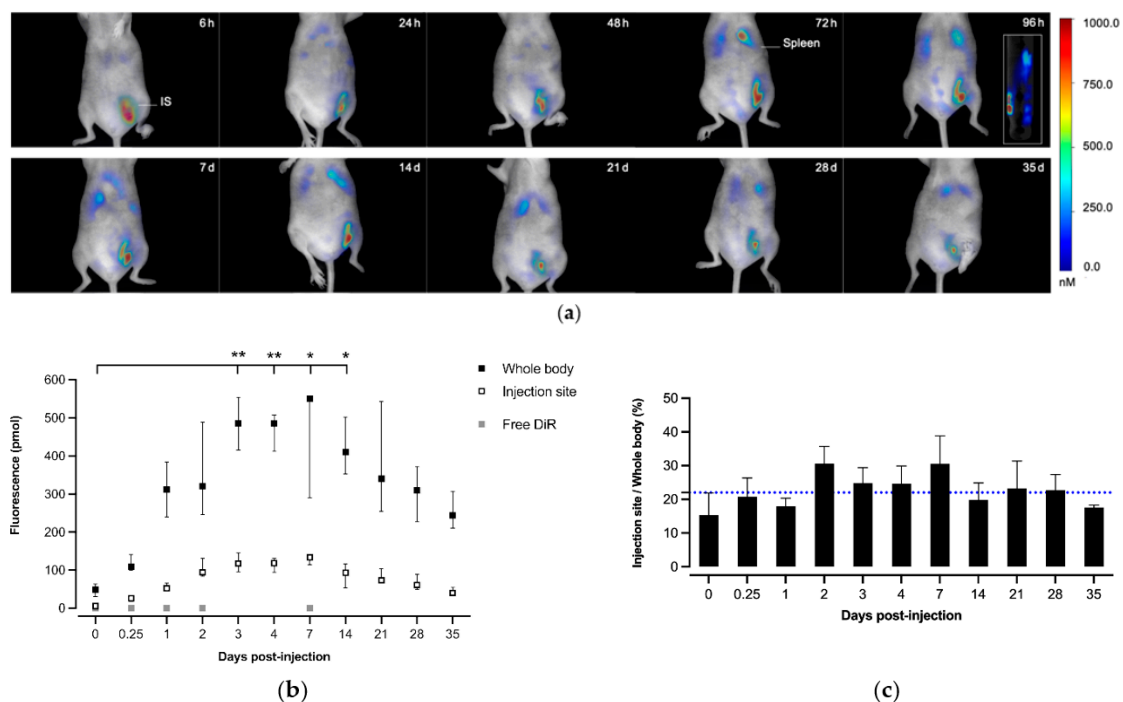 6 h
24 h
48 h
72 h
96 h
IS
Spleen
7 d
14 d
21 d
28 d
35 d
1000.0
750.0
500.0
250.0
0.0
nM
(a)
** ** * *
Fluorescence (pmol)
600
500
400
300
200
100
0
0 0.25 1 2 3 4 7 14 21 28 35
Days post-injection
Whole body
Injection site
Free DiR
(b)
Injection site / Whole body (%)
50
40
30
20
10
0
0 0.25 1 2 3 4 7 14 21 28 35
Days post-injection
(c)